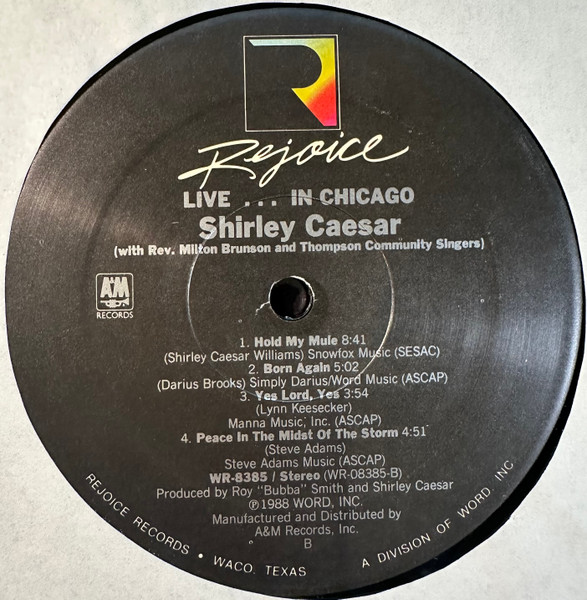 Rejoice
LIVE ... IN CHICAGO
Shirley Caesar
(with Rev. Milton Brunson and Thompson Community Singers)
A&M
RECORDS
1. Hold My Mule 8:41
(Shirley Caesar Williams) Snowfox Music (SESAC)
2. Born Again 5:02
(Darius Brooks) Simply Darius/Word Music (ASCAP)
3. Yes Lord, Yes 3:54
(Lynn Keesecker)
Manna Music, Inc. (ASCAP)
4. Peace In The Midst Of The Storm 4:51
(Steve Adams)
Steve Adams Music (ASCAP)
WR-8385 / Stereo (WR-08385-B)
Produced by Roy "Bubba" Smith and Shirley Caesar
℗ 1988 WORD, INC.
Manufactured and Distributed by
A&M Records, Inc.
B
REJOICE RECORDS • WACO, TEXAS A DIVISION OF WORD INC